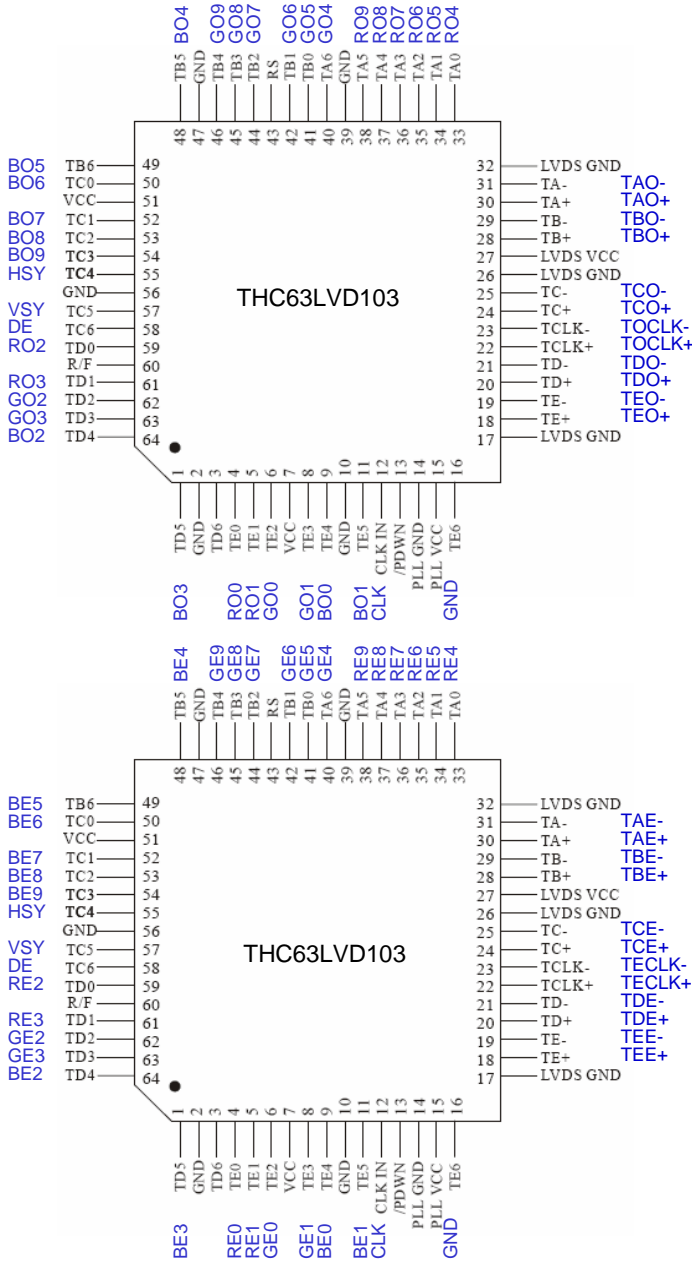 BO4 GO9 GO8 GO7 GO6 GO5 GO4 RO9 RO8 RO7 RO6 RO5 RO4
TB5 GND TB4 TB3 TB2 RS TB1 TB0 TA6 GND TA5 TA4 TA3 TA2 TA1 TA0
48 47 46 45 44 43 42 41 40 39 38 37 36 35 34 33
BO5 TB6 49 32 LVDS GND
BO6 TC0 50 31 TA- TAO-
VCC 51 30 TA+ TAO+
BO7 TC1 52 29 TB- TBO-
BO8 TC2 53 28 TB+ TBO+
BO9 TC3 54 27 LVDS VCC
HSY TC4 55 26 LVDS GND
GND 56 25 TC- TCO-
THC63LVD103
VSY TC5 57 24 TC+ TCO+
DE TC6 58 23 TCLK- TOCLK-
RO2 TD0 59 22 TCLK+ TOCLK+
R/F 60 21 TD- TDO-
RO3 TD1 61 20 TD+ TDO+
GO2 TD2 62 19 TE- TEO-
GO3 TD3 63 18 TE+ TEO+
BO2 TD4 64 17 LVDS GND
1 2 3 4 5 6 7 8 9 10 11 12 13 14 15 16
TD5 GND TD6 TE0 TE1 TE2 VCC TE3 TE4 GND TE5 CLK IN /PDWN PLL GND PLL VCC TE6
BO3 RO0 RO1 GO0 GO1 BO0 BO1 CLK GND
BE4 GE9 GE8 GE7 GE6 GE5 GE4 RE9 RE8 RE7 RE6 RE5 RE4
TB5 GND TB4 TB3 TB2 RS TB1 TB0 TA6 GND TA5 TA4 TA3 TA2 TA1 TA0
48 47 46 45 44 43 42 41 40 39 38 37 36 35 34 33
BE5 TB6 49 32 LVDS GND
BE6 TC0 50 31 TA- TAE-
VCC 51 30 TA+ TAE+
BE7 TC1 52 29 TB- TBE-
BE8 TC2 53 28 TB+ TBE+
BE9 TC3 54 27 LVDS VCC
HSY TC4 55 26 LVDS GND
GND 56 25 TC- TCE-
THC63LVD103
VSY TC5 57 24 TC+ TCE+
DE TC6 58 23 TCLK- TECLK-
RE2 TD0 59 22 TCLK+ TECLK+
R/F 60 21 TD- TDE-
RE3 TD1 61 20 TD+ TDE+
GE2 TD2 62 19 TE- TEE-
GE3 TD3 63 18 TE+ TEE+
BE2 TD4 64 17 LVDS GND
1 2 3 4 5 6 7 8 9 10 11 12 13 14 15 16
TD5 GND TD6 TE0 TE1 TE2 VCC TE3 TE4 GND TE5 CLK IN /PDWN PLL GND PLL VCC TE6
BE3 RE0 RE1 GE0 GE1 BE0 BE1 CLK GND